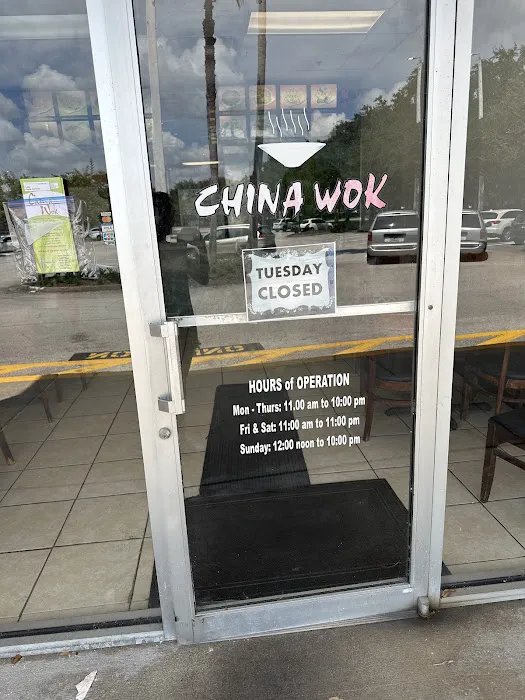 CHINA WOK
TUESDAY
CLOSED
HOURS of OPERATION
Mon - Thurs: 11.00 am to 10:00 pm
Fri & Sat: 11:00 am to 11:00 pm
Sunday: 12:00 noon to 10:00 pm